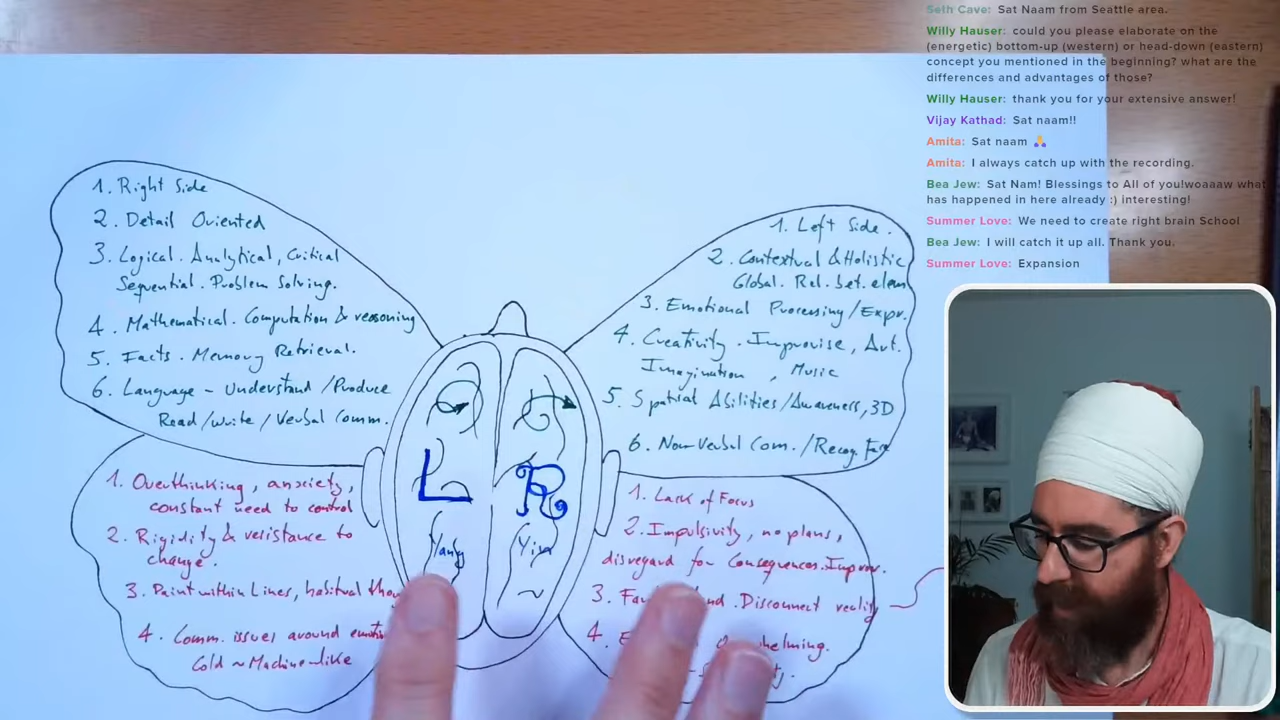 1. Right Side
2. Detail Oriented
3. Logical. Analytical, Critical
Sequential. Problem Solving.
4. Mathematical. Computation & reasoning
5. Facts. Memory Retrieval.
6. Language - Understand / Produce
Read/Write / Verbal Comm.
1. Left Side.
2. Contextual & Holistic
Global. Rel. bet. elem
3. Emotional Processing/Expr.
4. Creativity. Improvise, Art.
Imagination, Music
5. Spatial Abilities/Awareness, 3D
6. Non-Verbal Com./Recog. Face
L
R
Yang
Yin
~
1. Overthinking, anxiety,
constant need to control
2. Rigidity & resistance to
change.
3. Paint within Lines, habitual
4. Comm. issues around
Cold ~ Machine-like
1. Lack of Focus
2. Impulsivity, no plans,
disregard for Consequences. Improv.
3. Disconnect reality
4.
Seth Cave: Sat Naam from Seattle area.
Willy Hauser: could you please elaborate on the
(energetic) bottom-up (western) or head-down (eastern)
concept you mentioned in the beginning? what are the
differences and advantages of those?
Willy Hauser: thank you for your extensive answer!
Vijay Kathad: Sat naam!!
Amita: Sat naam 🙏
Amita: I always catch up with the recording.
Bea Jew: Sat Nam! Blessings to All of you!woaaaw what
has happened in here already :) interesting!
Summer Love: We need to create right brain School
Bea Jew: I will catch it up all. Thank you.
Summer Love: Expansion